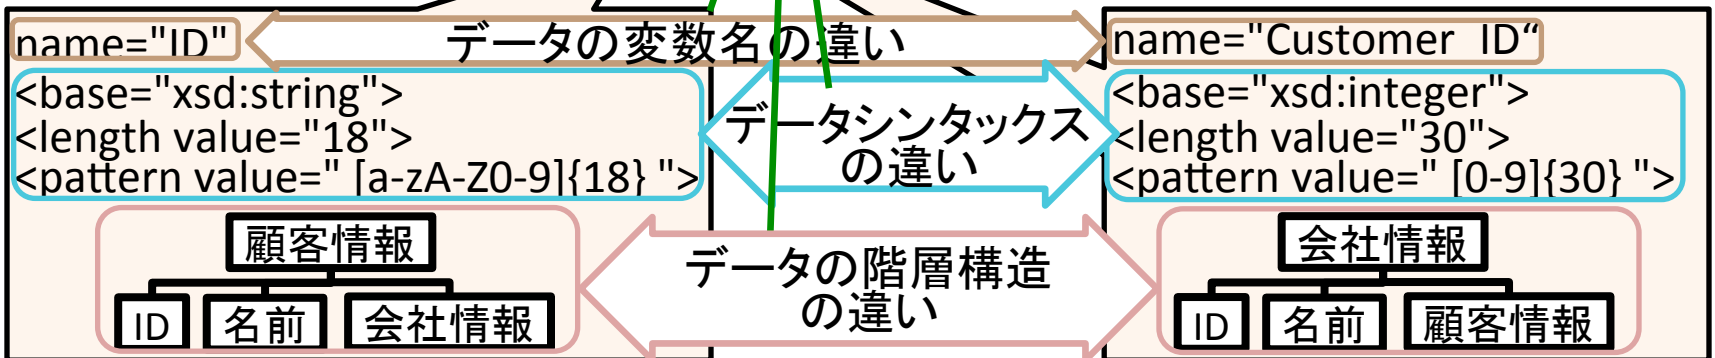 name="ID"
データの変数名の違い
name="Customer ID“
<base="xsd:string">
<length value="18">
<pattern value=" [a-zA-Z0-9]{18} ">
データシンタックス
の違い
<base="xsd:integer">
<length value="30">
<pattern value=" [0-9]{30} ">
顧客情報
ID
名前
会社情報
データの階層構造
の違い
会社情報
ID
名前
顧客情報